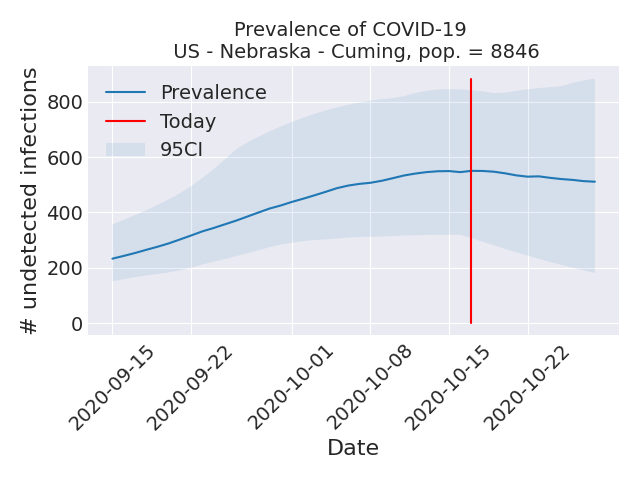 Prevalence of COVID-19
US - Nebraska - Cuming, pop. = 8846
Prevalence
Today
95CI
# undetected infections
800
600
400
200
0
2020-09-15
2020-09-22
2020-10-01
2020-10-08
2020-10-15
2020-10-22
Date